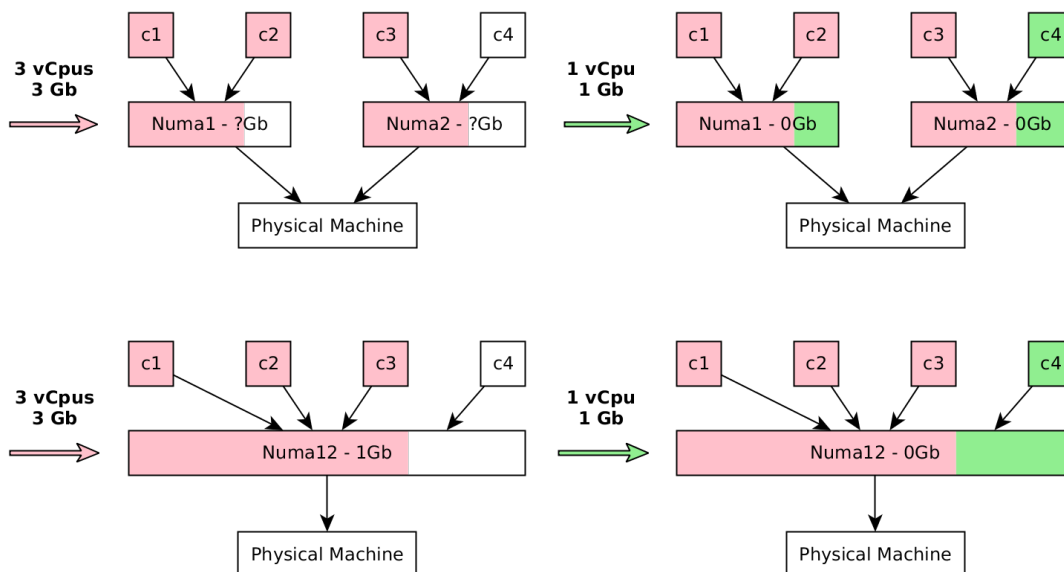 c1
c2
c3
c4
3 vCpus
3 Gb
Numa1 - ?Gb
Numa2 - ?Gb
Physical Machine
c1
c2
c3
c4
1 vCpu
1 Gb
Numa1 - 0Gb
Numa2 - 0Gb
Physical Machine
c1
c2
c3
c4
3 vCpus
3 Gb
Numa12 - 1Gb
Physical Machine
c1
c2
c3
c4
1 vCpu
1 Gb
Numa12 - 0Gb
Physical Machine